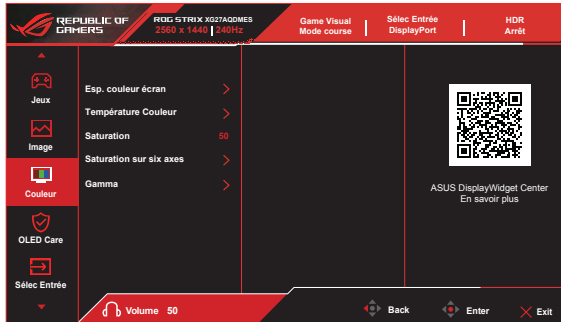 REPUBLIC OF
GAMERS
ROG STRIX XG27AQDMES
2560 x 1440 240Hz
Game Visual
Mode course
Sélec Entrée
DisplayPort
HDR
Arrêt
Jeux
Image
Couleur
OLED Care
Sélec Entrée
Esp. couleur écran
Température Couleur
Saturation 50
Saturation sur six axes
Gamma
ASUS DisplayWidget Center
En savoir plus
Volume 50
Back
Enter
Exit